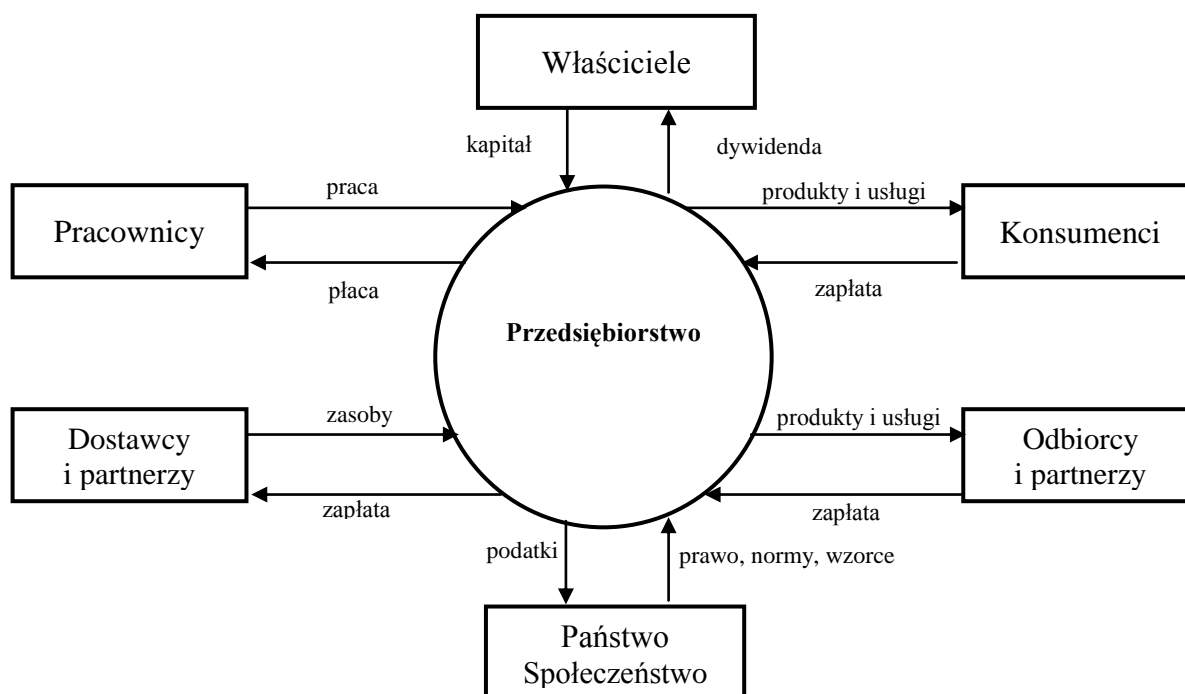 Właściciele
kapitał
dywidenda
praca
produkty i usługi
Pracownicy
Konsumenci
płaca
zapłata
Przedsiębiorstwo
zasoby
produkty i usługi
Dostawcy
i partnerzy
Odbiorcy
i partnerzy
zapłata
zapłata
podatki
prawo, normy, wzorce
Państwo
Społeczeństwo